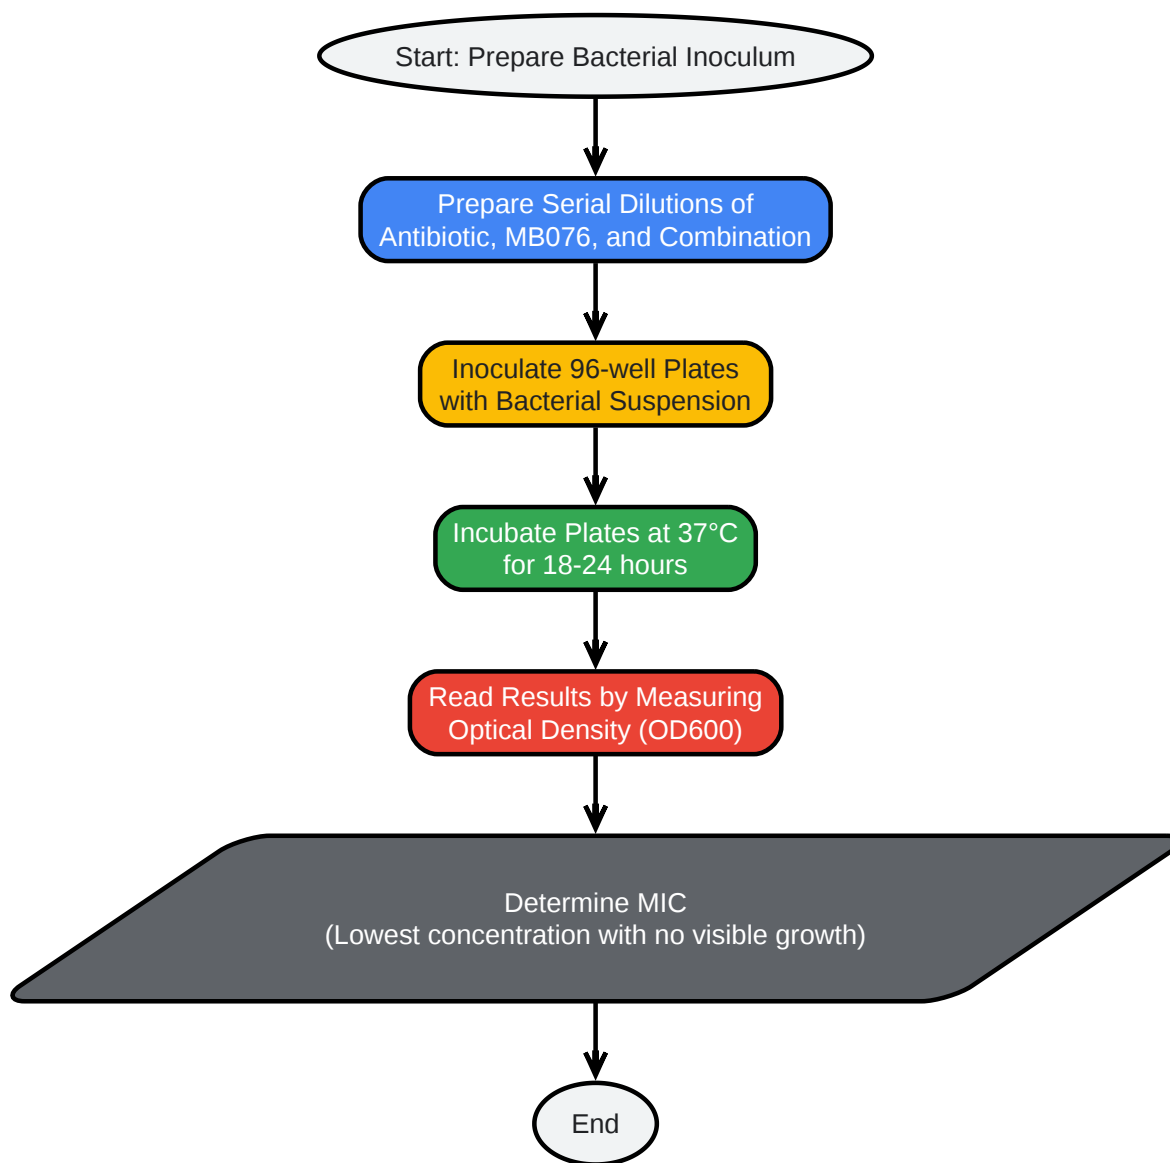 Start: Prepare Bacterial Inoculum
Prepare Serial Dilutions of
Antibiotic, MB076, and Combination
Inoculate 96-well Plates
with Bacterial Suspension
Incubate Plates at 37°C
for 18-24 hours
Read Results by Measuring
Optical Density (OD600)
Determine MIC
(Lowest concentration with no visible growth)
End